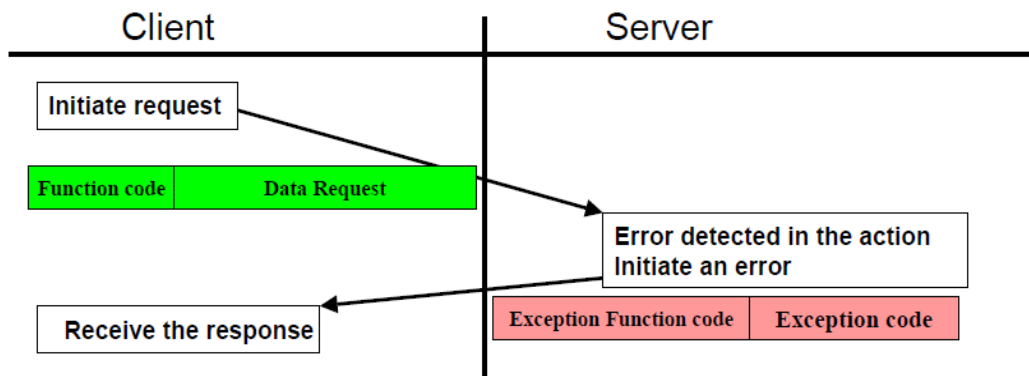 Client
Server
Initiate request
Function code
Data Request
Error detected in the action
Initiate an error
Receive the response
Exception Function code
Exception code